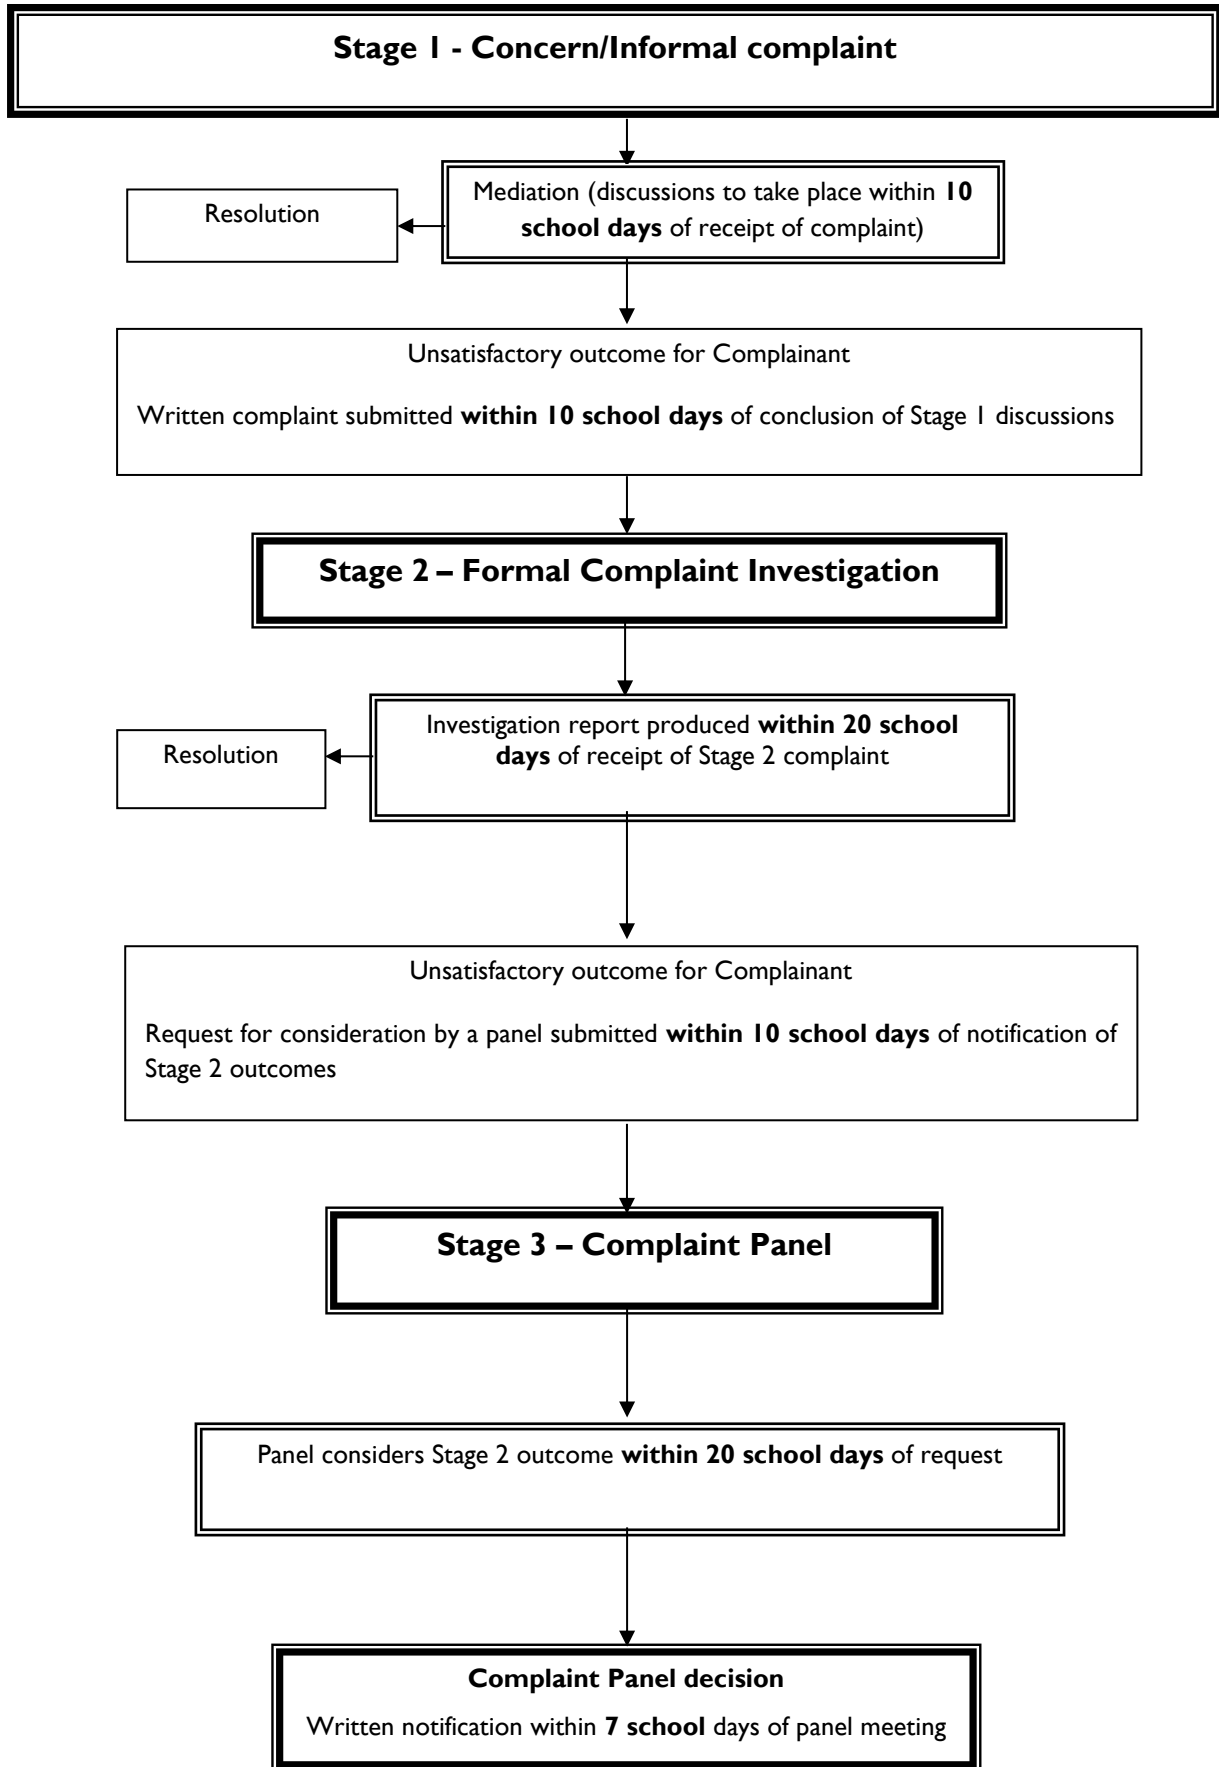 Stage 1 - Concern/Informal complaint
Mediation (discussions to take place within 10
school days of receipt of complaint)
Resolution
Unsatisfactory outcome for Complainant
Written complaint submitted within 10 school days of conclusion of Stage 1 discussions
Stage 2 – Formal Complaint Investigation
Investigation report produced within 20 school
days of receipt of Stage 2 complaint
Resolution
Unsatisfactory outcome for Complainant
Request for consideration by a panel submitted within 10 school days of notification of
Stage 2 outcomes
Stage 3 – Complaint Panel
Panel considers Stage 2 outcome within 20 school days of request
Complaint Panel decision
Written notification within 7 school days of panel meeting